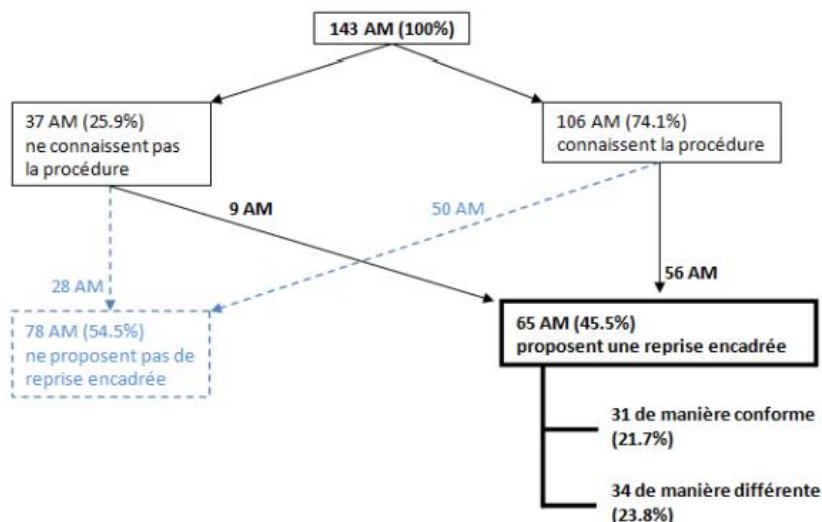 143 AM (100%)
37 AM (25.9%)
ne connaissent pas
la procédure
106 AM (74.1%)
connaissent la procédure
9 AM
50 AM
28 AM
56 AM
78 AM (54.5%)
ne proposent pas de
reprise encadrée
65 AM (45.5%)
proposent une reprise encadrée
31 de manière conforme
(21.7%)
34 de manière différente
(23.8%)